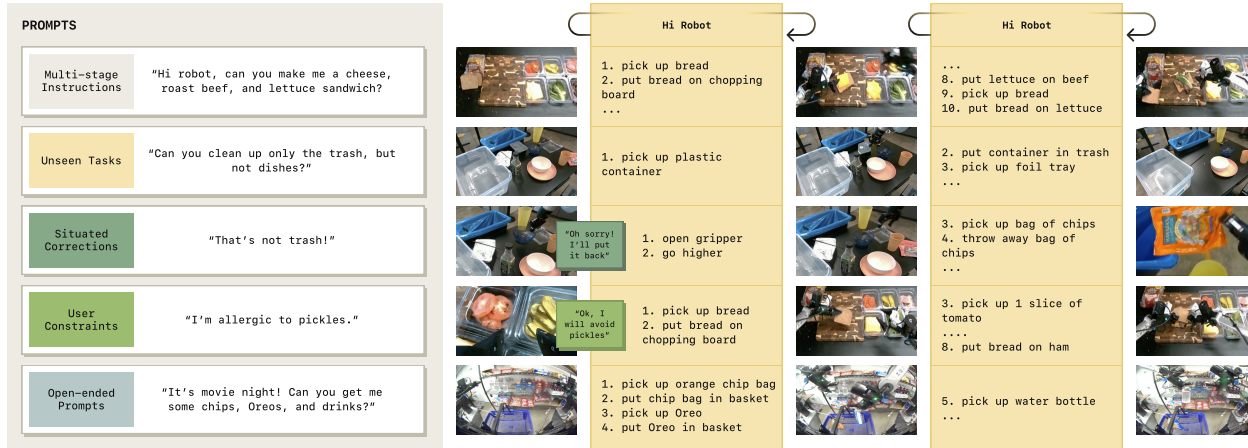 PROMPTS
Hi Robot
Hi Robot
Multi-stage
Instructions
“Hi robot, can you make me a cheese,
roast beef, and lettuce sandwich?
1. pick up bread
2. put bread on chopping
board
...
...
8. put lettuce on beef
9. pick up bread
10. put bread on lettuce
Unseen Tasks
“Can you clean up only the trash, but
not dishes?”
1. pick up plastic
container
2. put container in trash
3. pick up foil tray
...
Situated
Corrections
“That’s not trash!”
“Oh sorry!
I’ll put
it back”
1. open gripper
2. go higher
3. pick up bag of chips
4. throw away bag of
chips
...
User
Constraints
“I’m allergic to pickles.”
“Ok, I
will avoid
pickles”
1. pick up bread
2. put bread on
chopping board
3. pick up 1 slice of
tomato
....
8. put bread on ham
Open-ended
Prompts
“It’s movie night! Can you get me
some chips, Oreos, and drinks?”
1. pick up orange chip bag
2. put chip bag in basket
3. pick up Oreo
4. put Oreo in basket
5. pick up water bottle
...